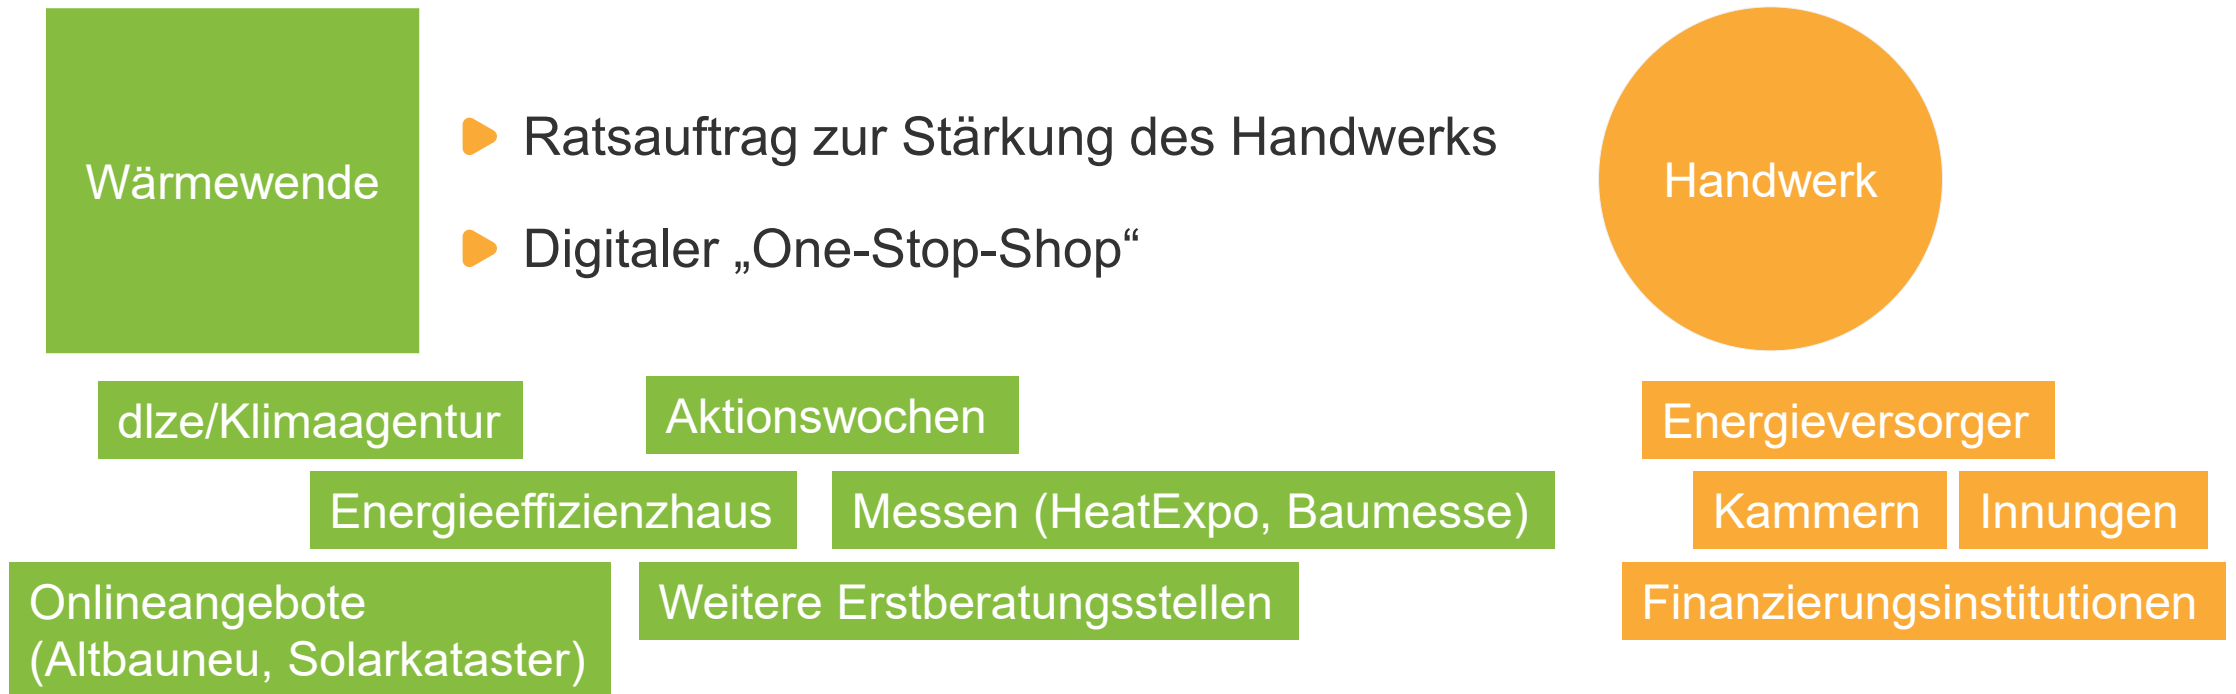 Wärmewende
Ratsauftrag zur Stärkung des Handwerks
Digitaler „One-Stop-Shop“
Handwerk
dlze/Klimaagentur
Aktionswochen
Energieversorger
Energieeffizienzhaus
Messen (HeatExpo, Baumesse)
Kammern
Innungen
Onlineangebote
(Altbauneu, Solarkataster)
Weitere Erstberatungsstellen
Finanzierungsinstitutionen